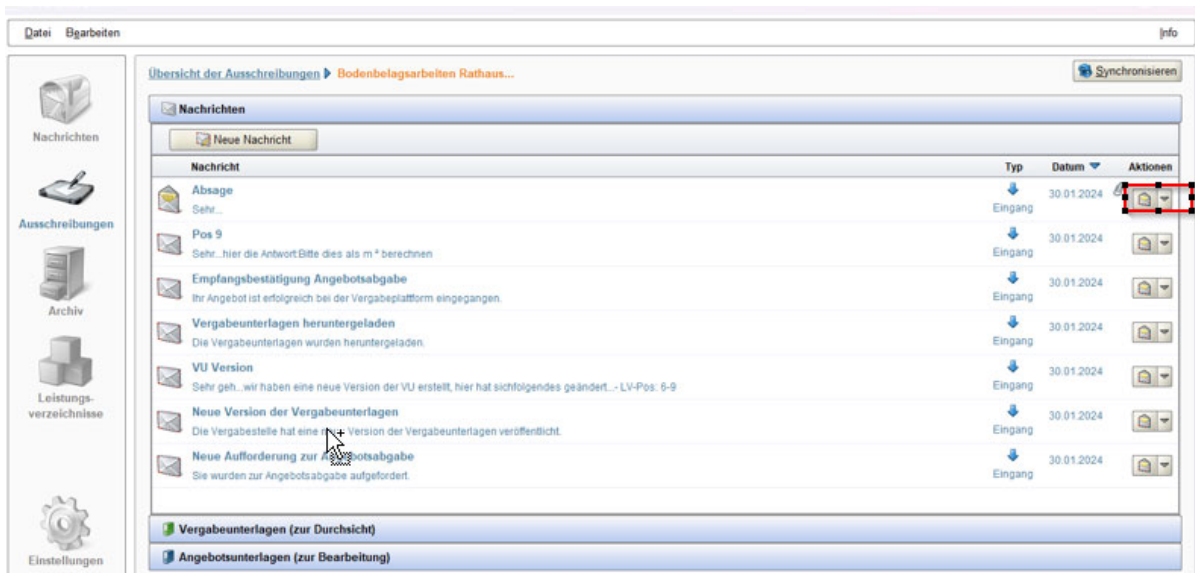 Datei Bearbeiten Info
Übersicht der Ausschreibungen Bodenbelagsarbeiten Rathaus... Synchronisieren
Nachrichten
Nachrichten
Neue Nachricht
Nachricht Typ Datum Aktionen
Absage
Sehr...
Eingang 30.01.2024
Ausschreibungen
Pos 9
Sehr...hier die Antwort:Bitte dies als m ² berechnen
Eingang 30.01.2024
Empfangsbestätigung Angebotsabgabe
Ihr Angebot ist erfolgreich bei der Vergabeplattform eingegangen.
Eingang 30.01.2024
Archiv
Vergabeunterlagen heruntergeladen
Die Vergabeunterlagen wurden heruntergeladen.
Eingang 30.01.2024
VU Version
Sehr geh...wir haben eine neue Version der VU erstellt, hier hat sichfolgendes geändert...- LV-Pos: 6-9
Eingang 30.01.2024
Leistungs-
verzeichnisse
Neue Version der Vergabeunterlagen
Die Vergabestelle hat eine Version der Vergabeunterlagen veröffentlicht.
Eingang 30.01.2024
Neue Aufforderung zur
Sie wurden zur Angebotsabgabe aufgefordert.
Eingang 30.01.2024
Vergabeunterlagen (zur Durchsicht)
Angebotsunterlagen (zur Bearbeitung)
Einstellungen